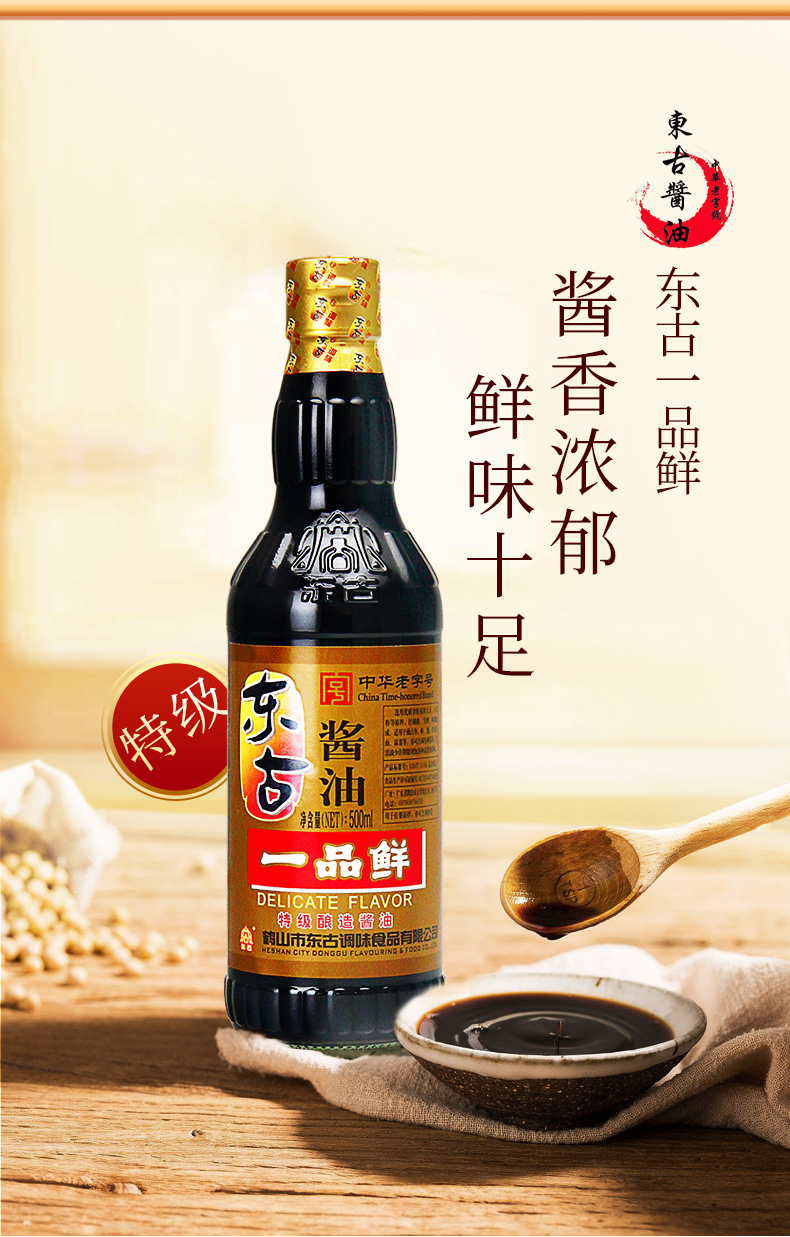 東古醬油
中華老字號
东古一品鲜
酱香浓郁
鲜味十足
特级
东古
中华老字号
China Time-honored Brand
东古
酱油
净含量(NET):500ml
一品鲜
DELICATE FLAVOR
特级酿造酱油
鹤山市东古调味食品有限公司
HESHAN CITY DONGGU FLAVOURING & FOOD CO.,LTD.
TSP